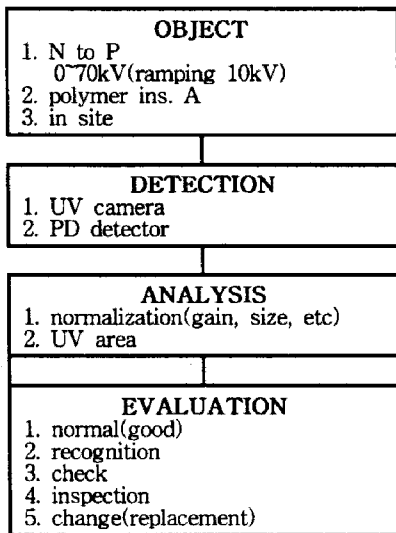 OBJECT
1. N to P
0~70kV(ramping 10kV)
2. polymer ins. A
3. in site
DETECTION
1. UV camera
2. PD detector
ANALYSIS
1. normalization(gain, size, etc)
2. UV area
EVALUATION
1. normal(good)
2. recognition
3. check
4. inspection
5. change(replacement)